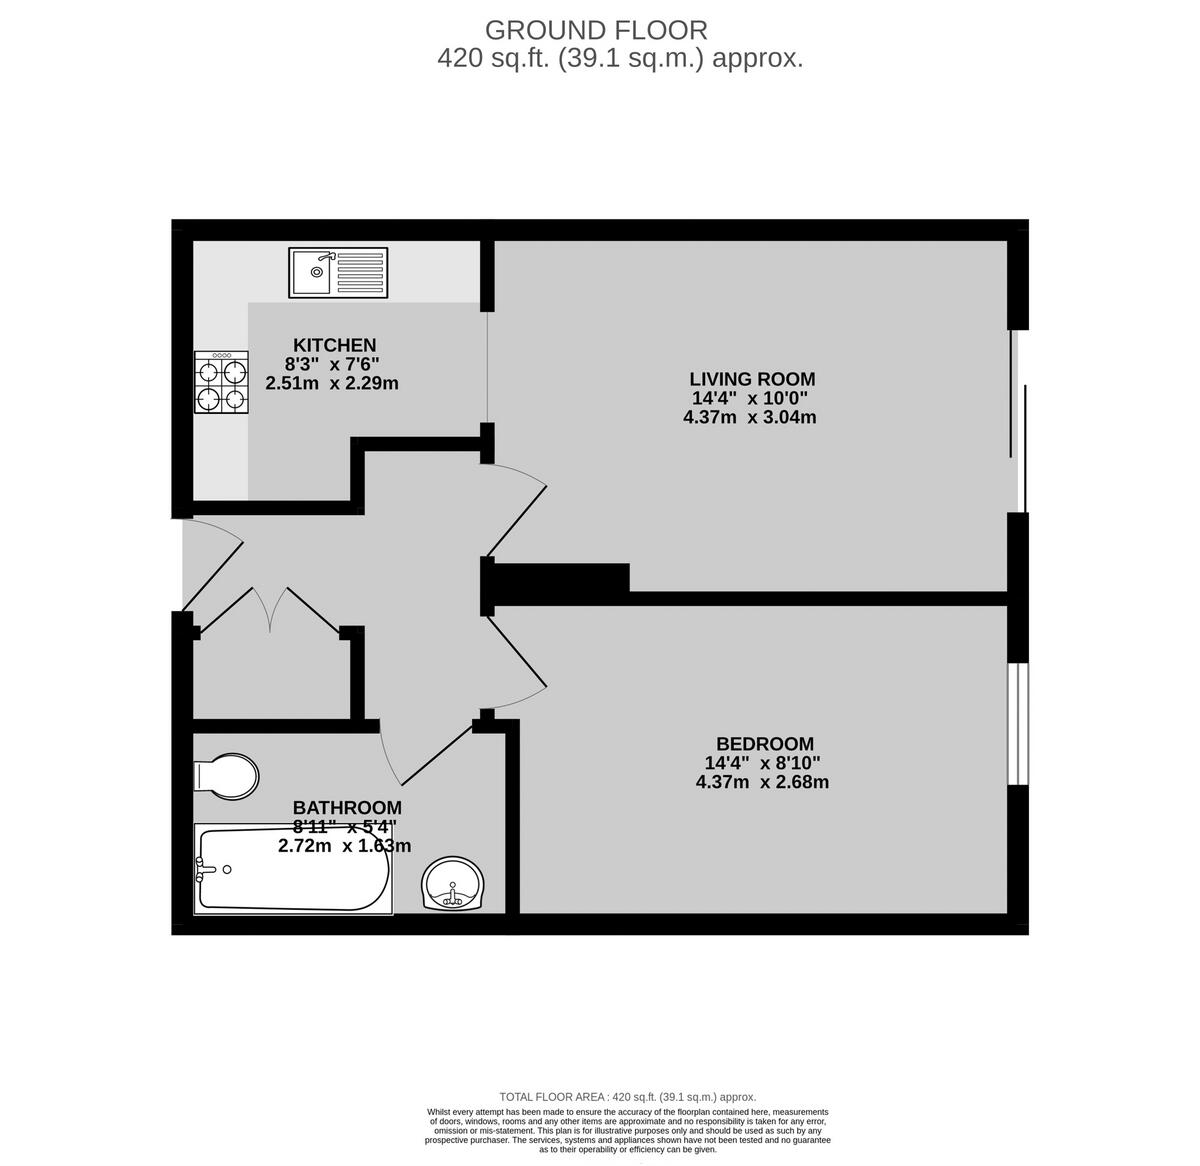 GROUND FLOOR
420 sq.ft. (39.1 sq.m.) approx.
KITCHEN
8'3" x 7'6"
2.51m x 2.29m
LIVING ROOM
14'4" x 10'0"
4.37m x 3.04m
BEDROOM
14'4" x 8'10"
4.37m x 2.68m
BATHROOM
8'11" x 5'4"
2.72m x 1.63m
TOTAL FLOOR AREA : 420 sq.ft. (39.1 sq.m.) approx.
Whilst every attempt has been made to ensure the accuracy of the floorplan contained here, measurements
of doors, windows, rooms and any other items are approximate and no responsibility is taken for any error,
omission or mis-statement. This plan is for illustrative purposes only and should be used as such by any
prospective purchaser. The services, systems and appliances shown have not been tested and no guarantee
as to their operability or efficiency can be given.